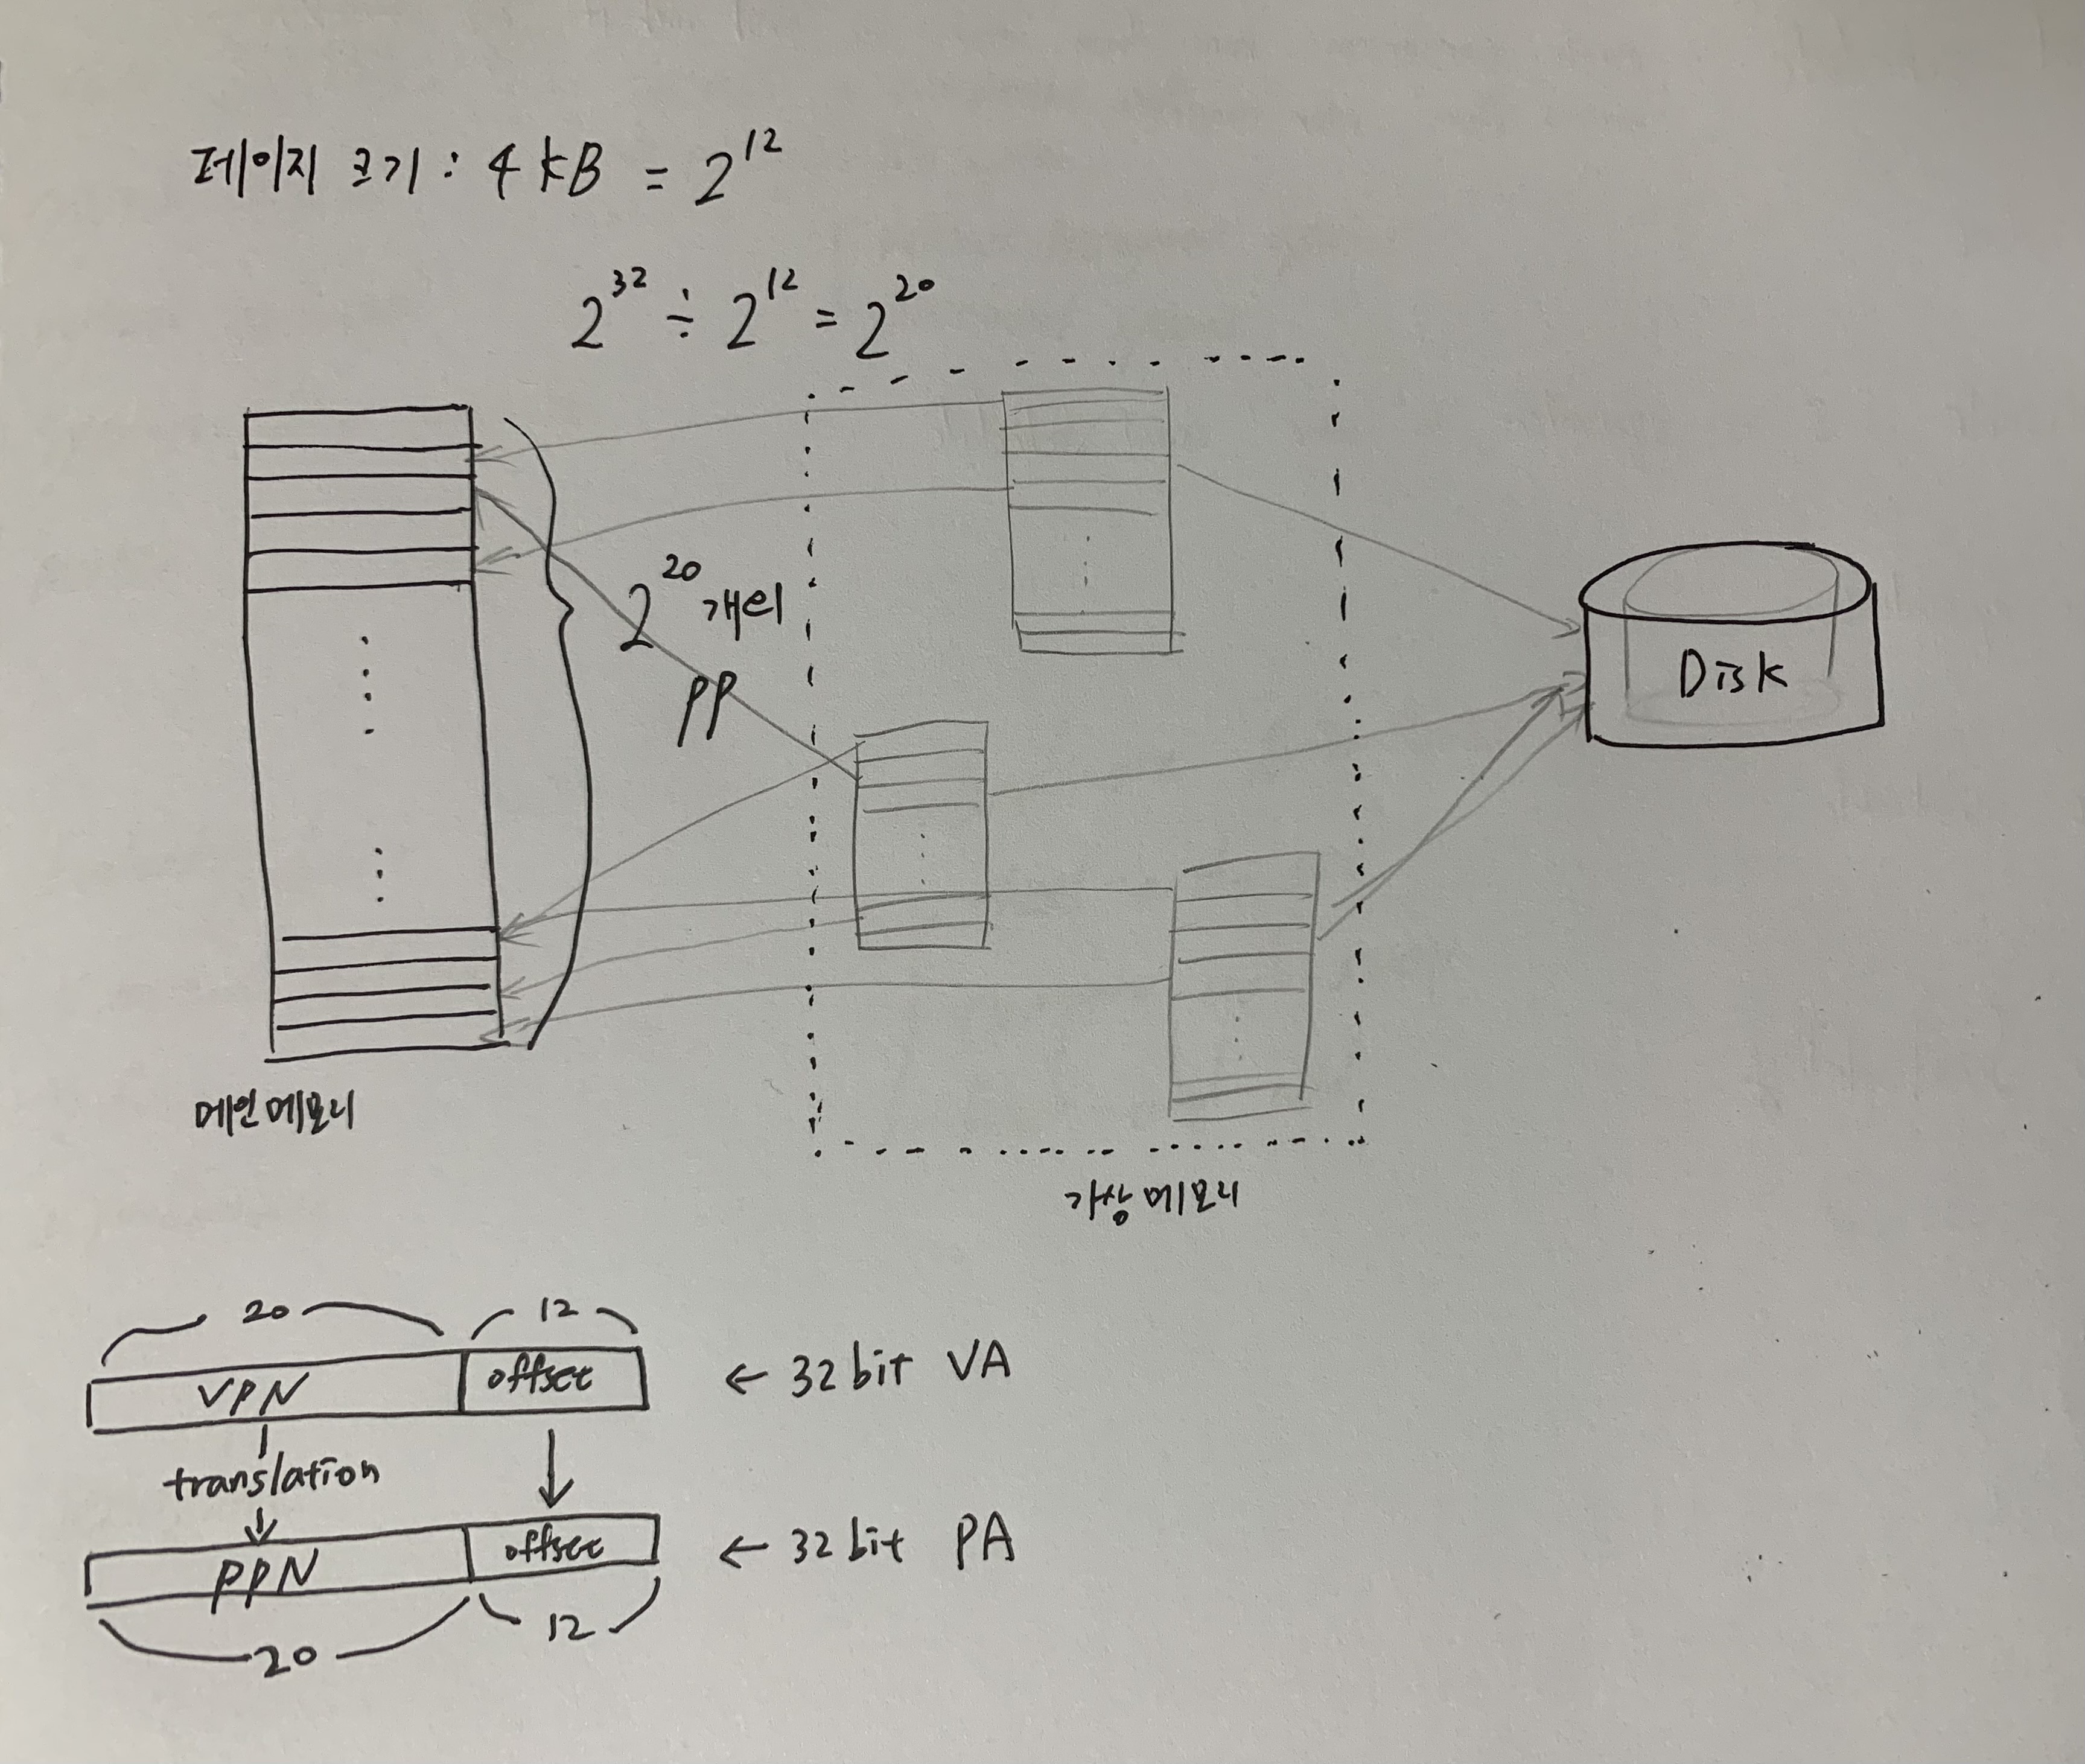 페이지 크기 : 4 kB = 2^12
2^32 ÷ 2^12 = 2^20
2^20 개의
PP
Disk
메인메모리
가상메모리
20 12
VPN offset ← 32 bit VA
translation
PPN offset ← 32 bit PA
20 12